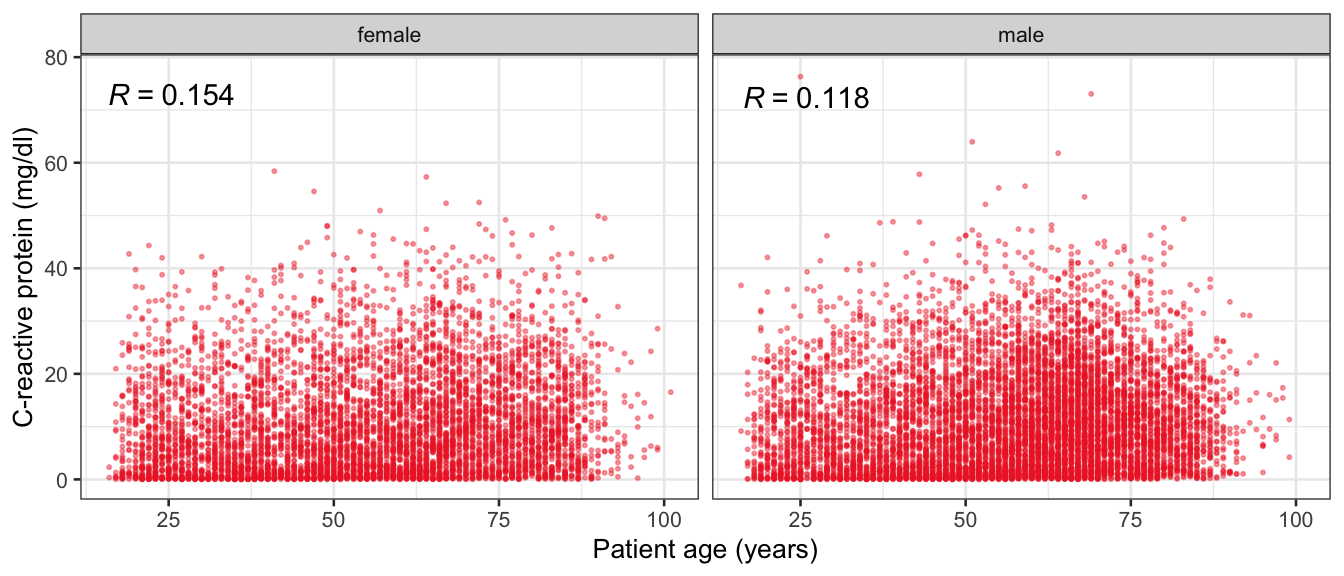 female
male
80
60
40
20
0
C-reactive protein (mg/dl)
R = 0.154
R = 0.118
25 50 75 100
25 50 75 100
Patient age (years)